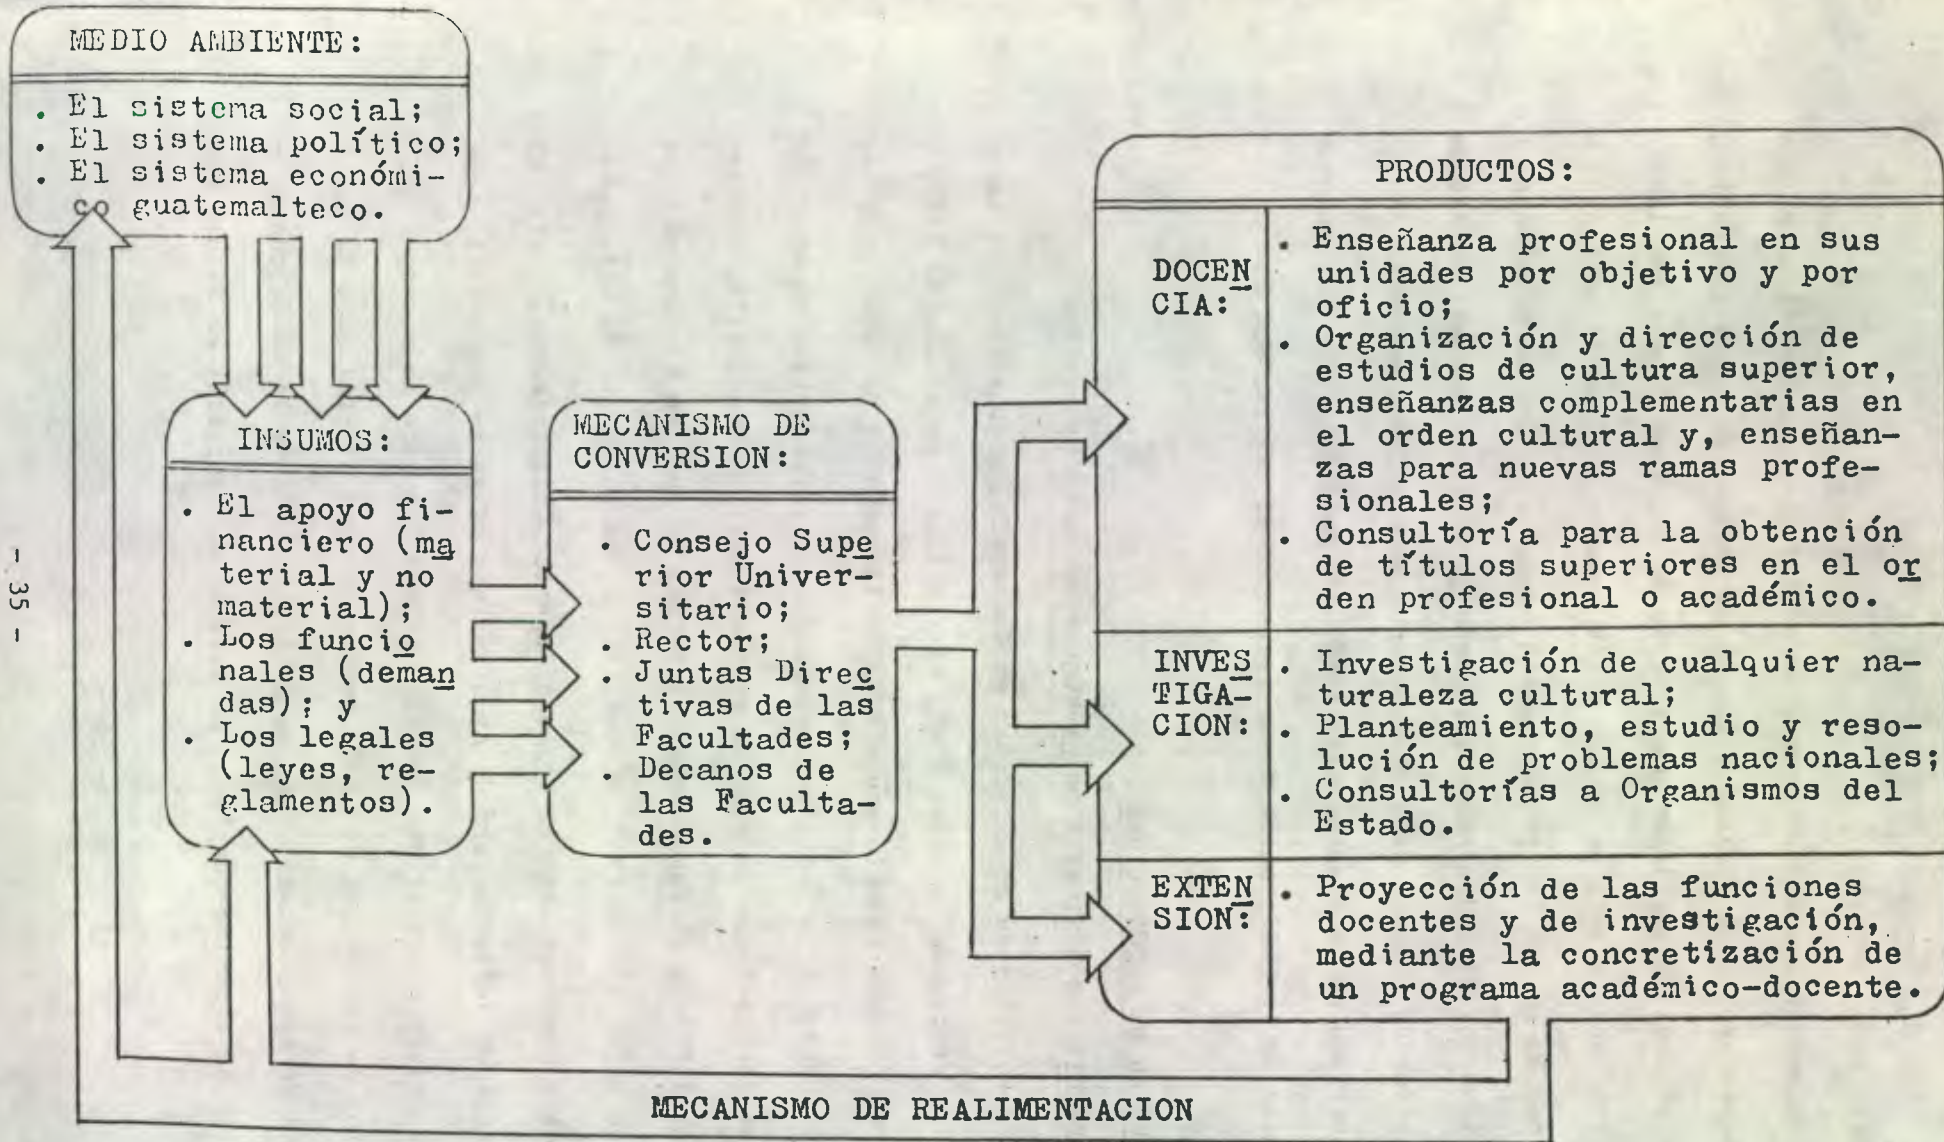 MEDIO AMBIENTE:
. El sistema social;
. El sistema político;
. El sistema económi-
co guatemalteco.
INSUMOS:
. El apoyo fi-
nanciero (ma
terial y no
material);
. Los funcio
nales (deman
das); y
. Los legales
(leyes, re-
glamentos).
MECANISMO DE
CONVERSION:
. Consejo Supe
rior Univer-
sitario;
. Rector;
. Juntas Direc
tivas de las
Facultades;
. Decanos de
las Faculta-
des.
PRODUCTOS:
DOCEN
CIA:
. Enseñanza profesional en sus
unidades por objetivo y por
oficio;
. Organización y dirección de
estudios de cultura superior,
enseñanzas complementarias en
el orden cultural y, enseñan-
zas para nuevas ramas profe-
sionales;
. Consultoría para la obtención
de títulos superiores en el or
den profesional o académico.
INVES
TIGA-
CION:
. Investigación de cualquier na-
turaleza cultural;
. Planteamiento, estudio y reso-
lución de problemas nacionales;
. Consultorías a Organismos del
Estado.
EXTEN
SION:
. Proyección de las funciones
docentes y de investigación,
mediante la concretización de
un programa académico-docente.
MECANISMO DE REALIMENTACION
- 35 -